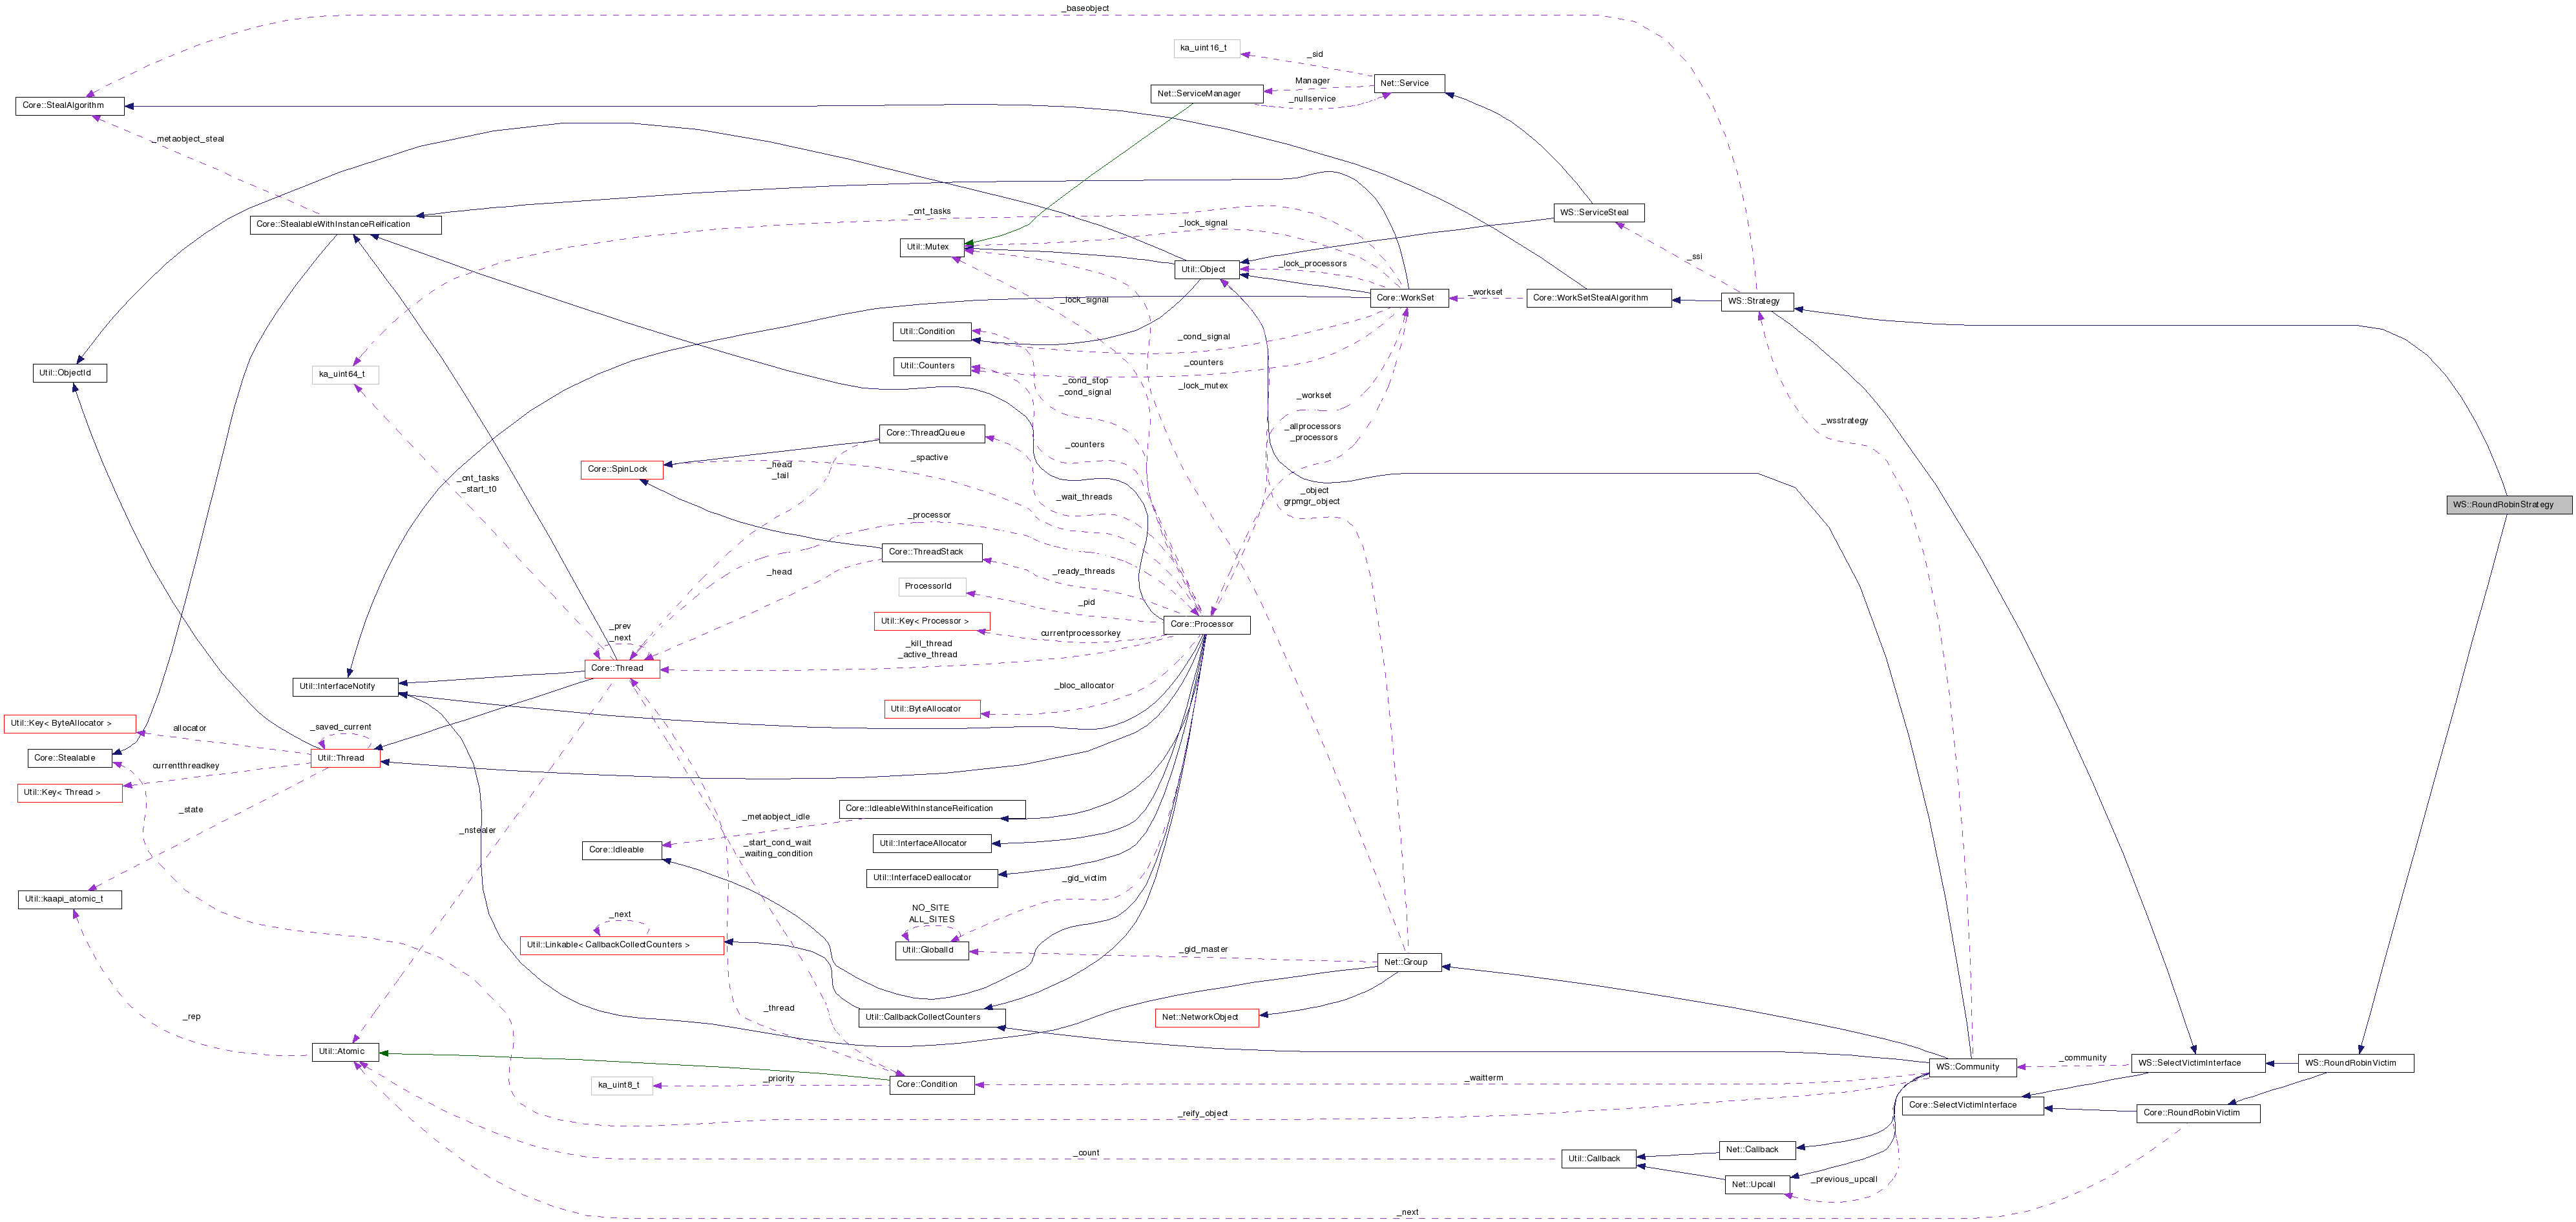 _baseobject
ka_uint16_t
_sid
Net::Service
Manager
Net::ServiceManager
_nullservice
Core::StealAlgorithm
_metaobject_steal
_cnt_tasks
WS::ServiceSteal
Core::StealableWithInstanceReification
_lock_signal
Util::Mutex
_ssi
_lock_processors
Util::Object
_workset
Core::WorkSet
Core::WorkSetStealAlgorithm
WS::Strategy
_lock_signal
Util::Condition
_cond_signal
Util::Counters
_counters
Util::ObjectId
ka_uint64_t
_cond_stop
_cond_signal
_lock_mutex
_workset
_wsstrategy
_allprocessors
_processors
Core::ThreadQueue
_counters
_spactive
_head
_tail
Core::SpinLock
_cnt_tasks
_start_t0
_wait_threads
_object
grpmgr_object
WS::RoundRobinStrategy
_processor
Core::ThreadStack
_head
_ready_threads
ProcessorId
_pid
Util::Key< Processor >
Core::Processor
_prev
_next
currentprocessorkey
_kill_thread
_active_thread
Core::Thread
Util::InterfaceNotify
_bloc_allocator
Util::ByteAllocator
Util::Key< ByteAllocator >
allocator
_saved_current
Core::Stealable
Util::Thread
currentthreadkey
Util::Key< Thread >
_state
Core::IdleableWithInstanceReification
_metaobject_idle
_nstealer
_start_cond_wait
_waiting_condition
Util::InterfaceAllocator
Core::Idleable
Util::InterfaceDeallocator
_gid_victim
Util::kaapi_atomic_t
NO_SITE
ALL_SITES
_next
Util::Linkable< CallbackCollectCounters >
Util::GlobalId
_gid_master
Net::Group
_thread
_rep
Util::CallbackCollectCounters
Net::NetworkObject
Util::Atomic
_community
WS::SelectVictimInterface
WS::RoundRobinVictim
WS::Community
_priority
ka_uint8_t
Core::Condition
_waitterm
_reify_object
Core::SelectVictimInterface
Core::RoundRobinVictim
_count
Net::Callback
Util::Callback
_previous_upcall
Net::Upcall
_next